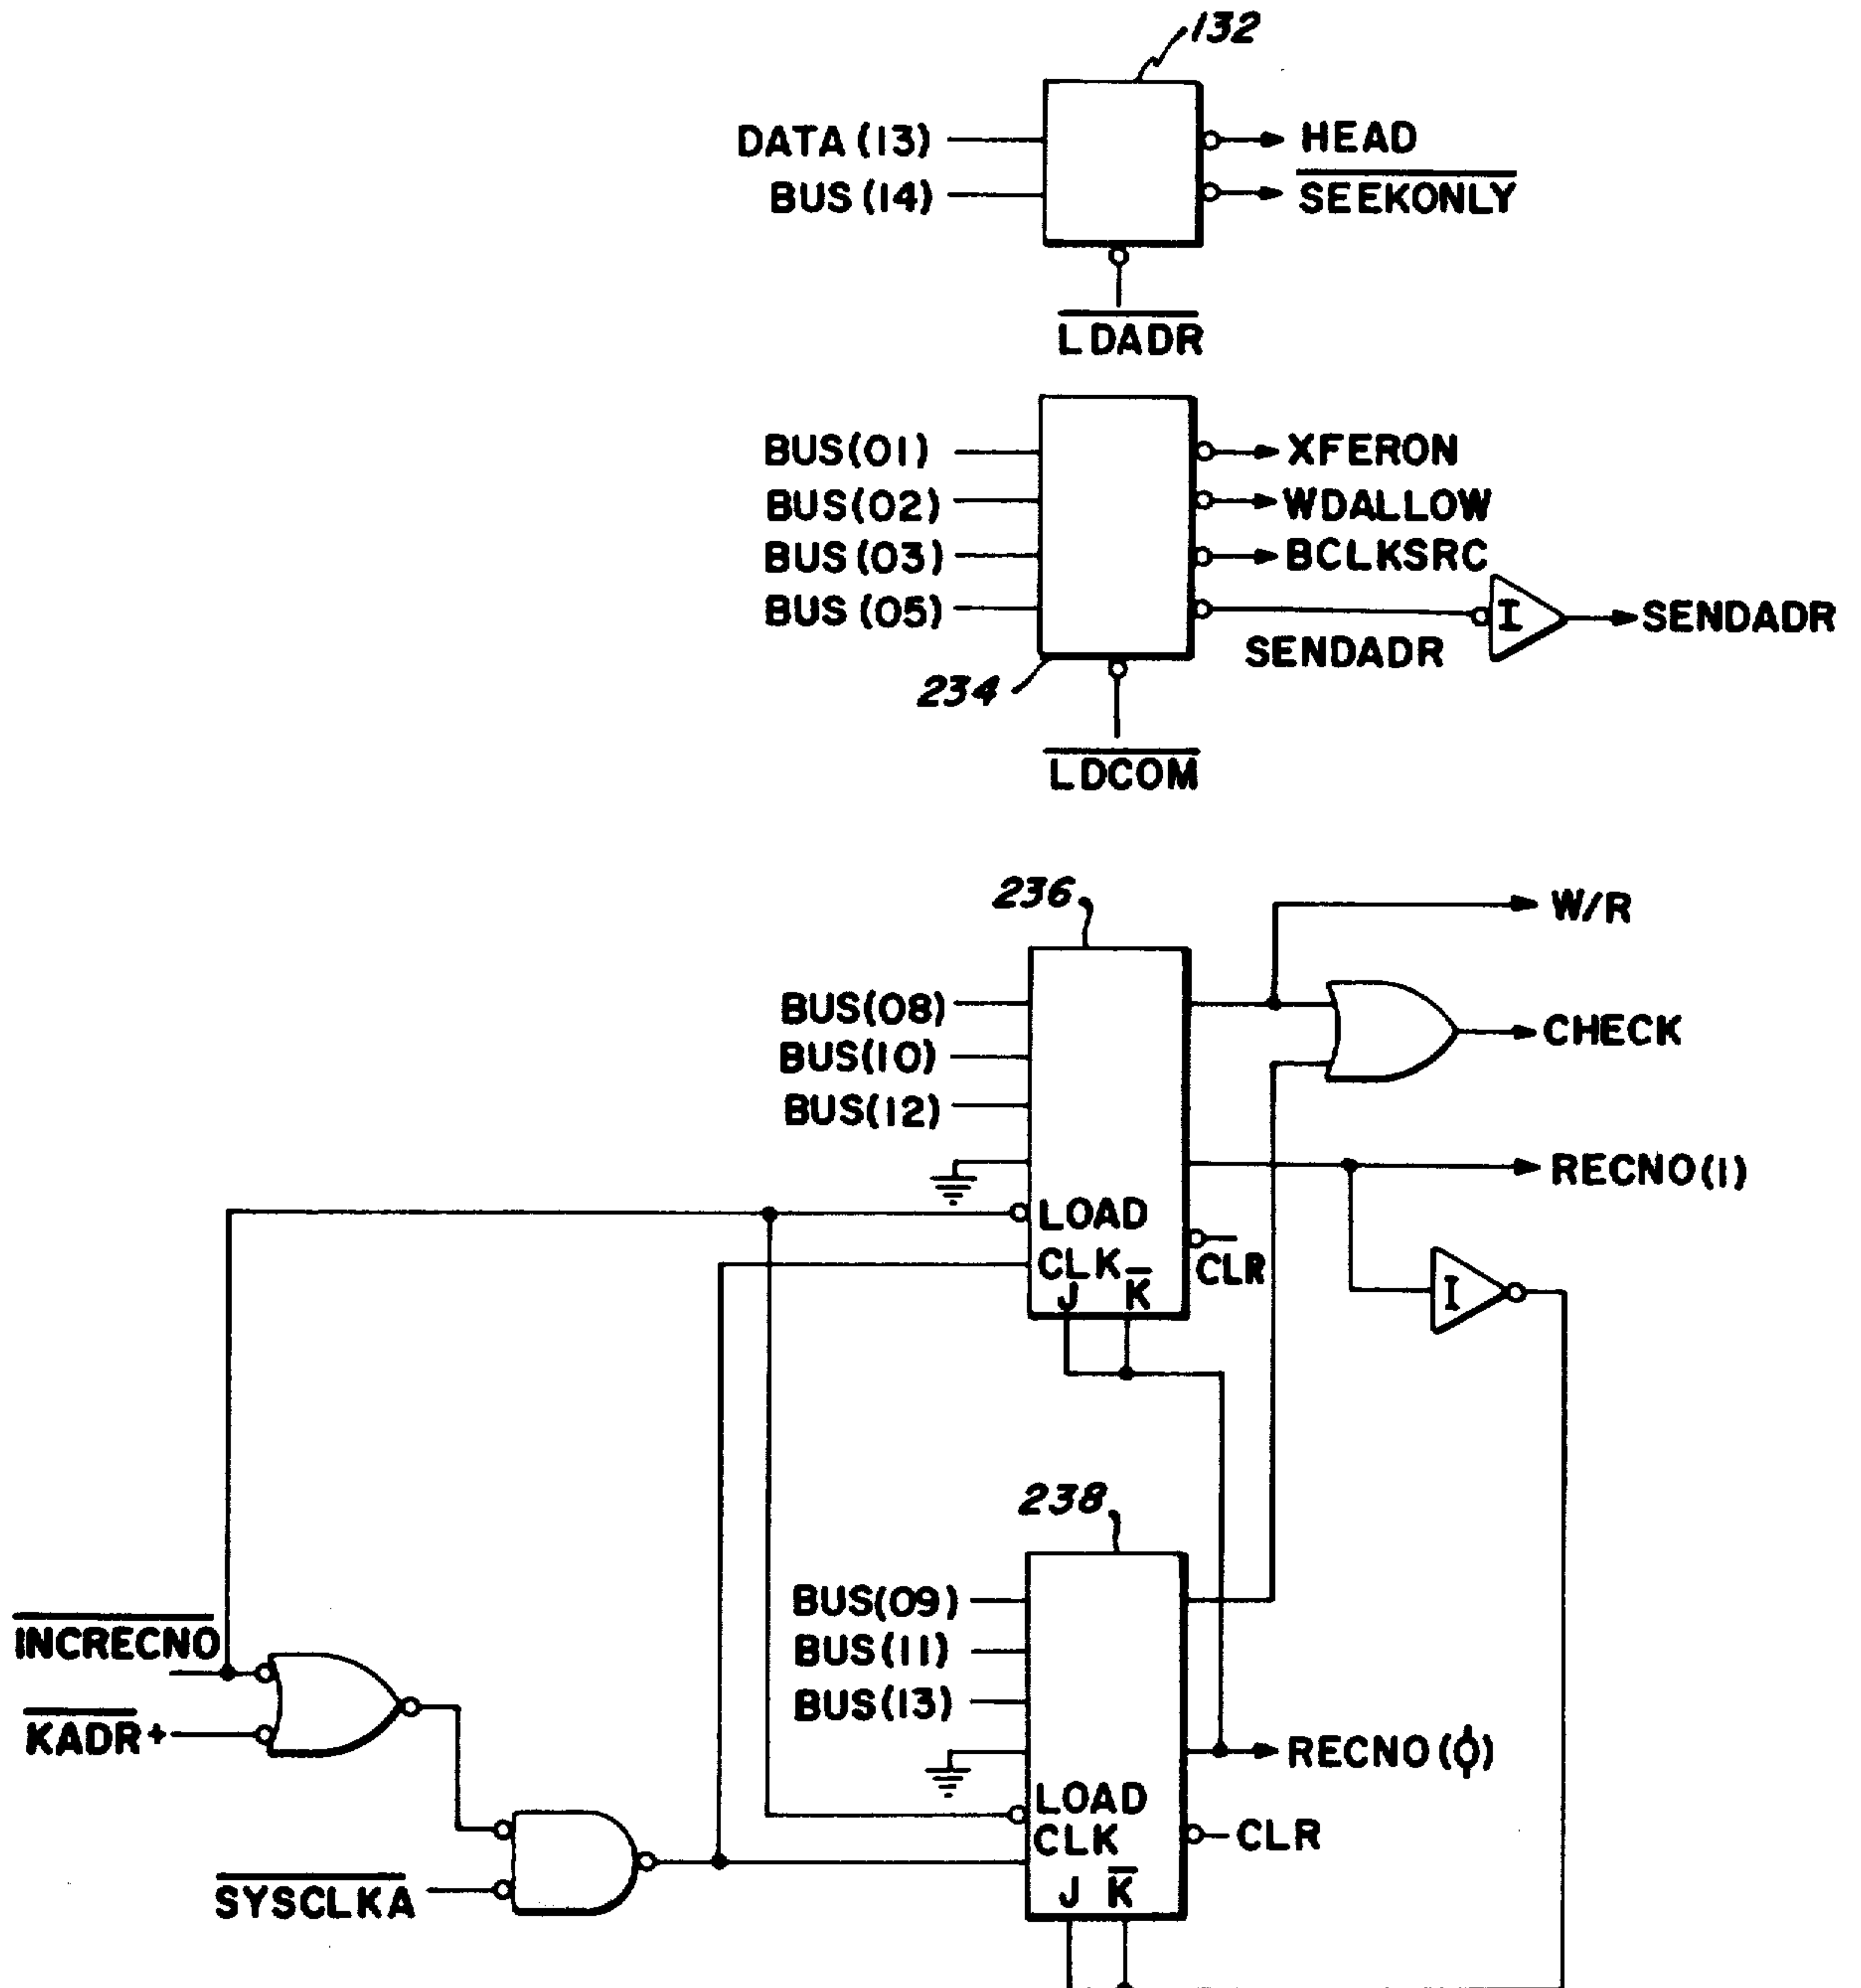 132
DATA (13)
HEAD
BUS (14)
SEEKONLY
LDADR
BUS(01)
XFERON
BUS(02)
WDALLOW
BUS(03)
BCLKSRC
BUS(05)
I
SENDADR
SENDADR
234
LDCOM
236
W/R
BUS(08)
CHECK
BUS(10)
BUS(12)
RECNO(1)
LOAD
CLK
CLR
J K
I
238
BUS(09)
INCRECNO
BUS(11)
BUS(13)
KADR+
RECNO(ϕ)
LOAD
CLK
CLR
SYSCLKA
J K